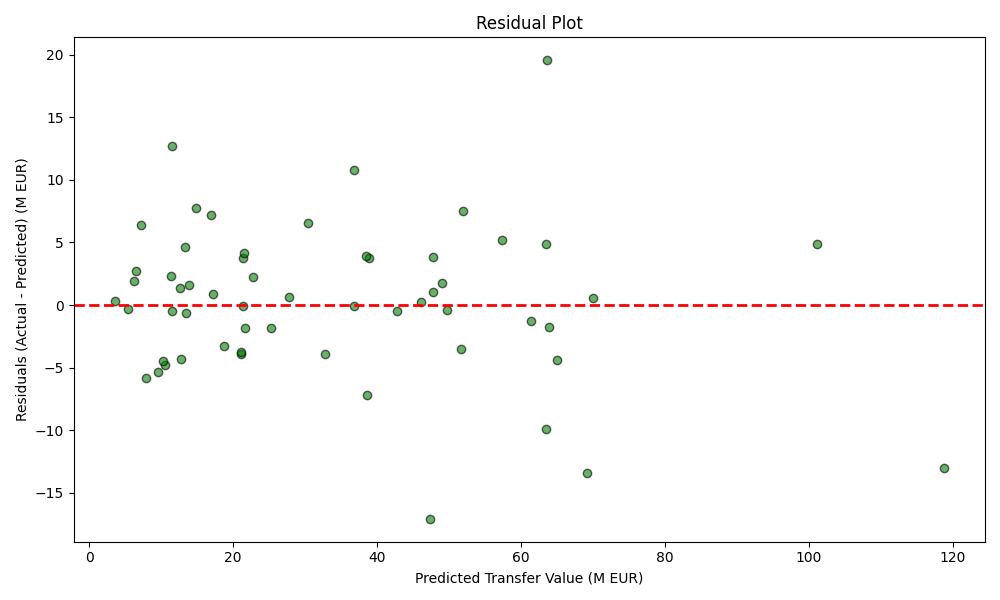 Residual Plot
Residuals (Actual - Predicted) (M EUR)
20
15
10
5
0
−5
−10
−15
0 20 40 60 80 100 120
Predicted Transfer Value (M EUR)